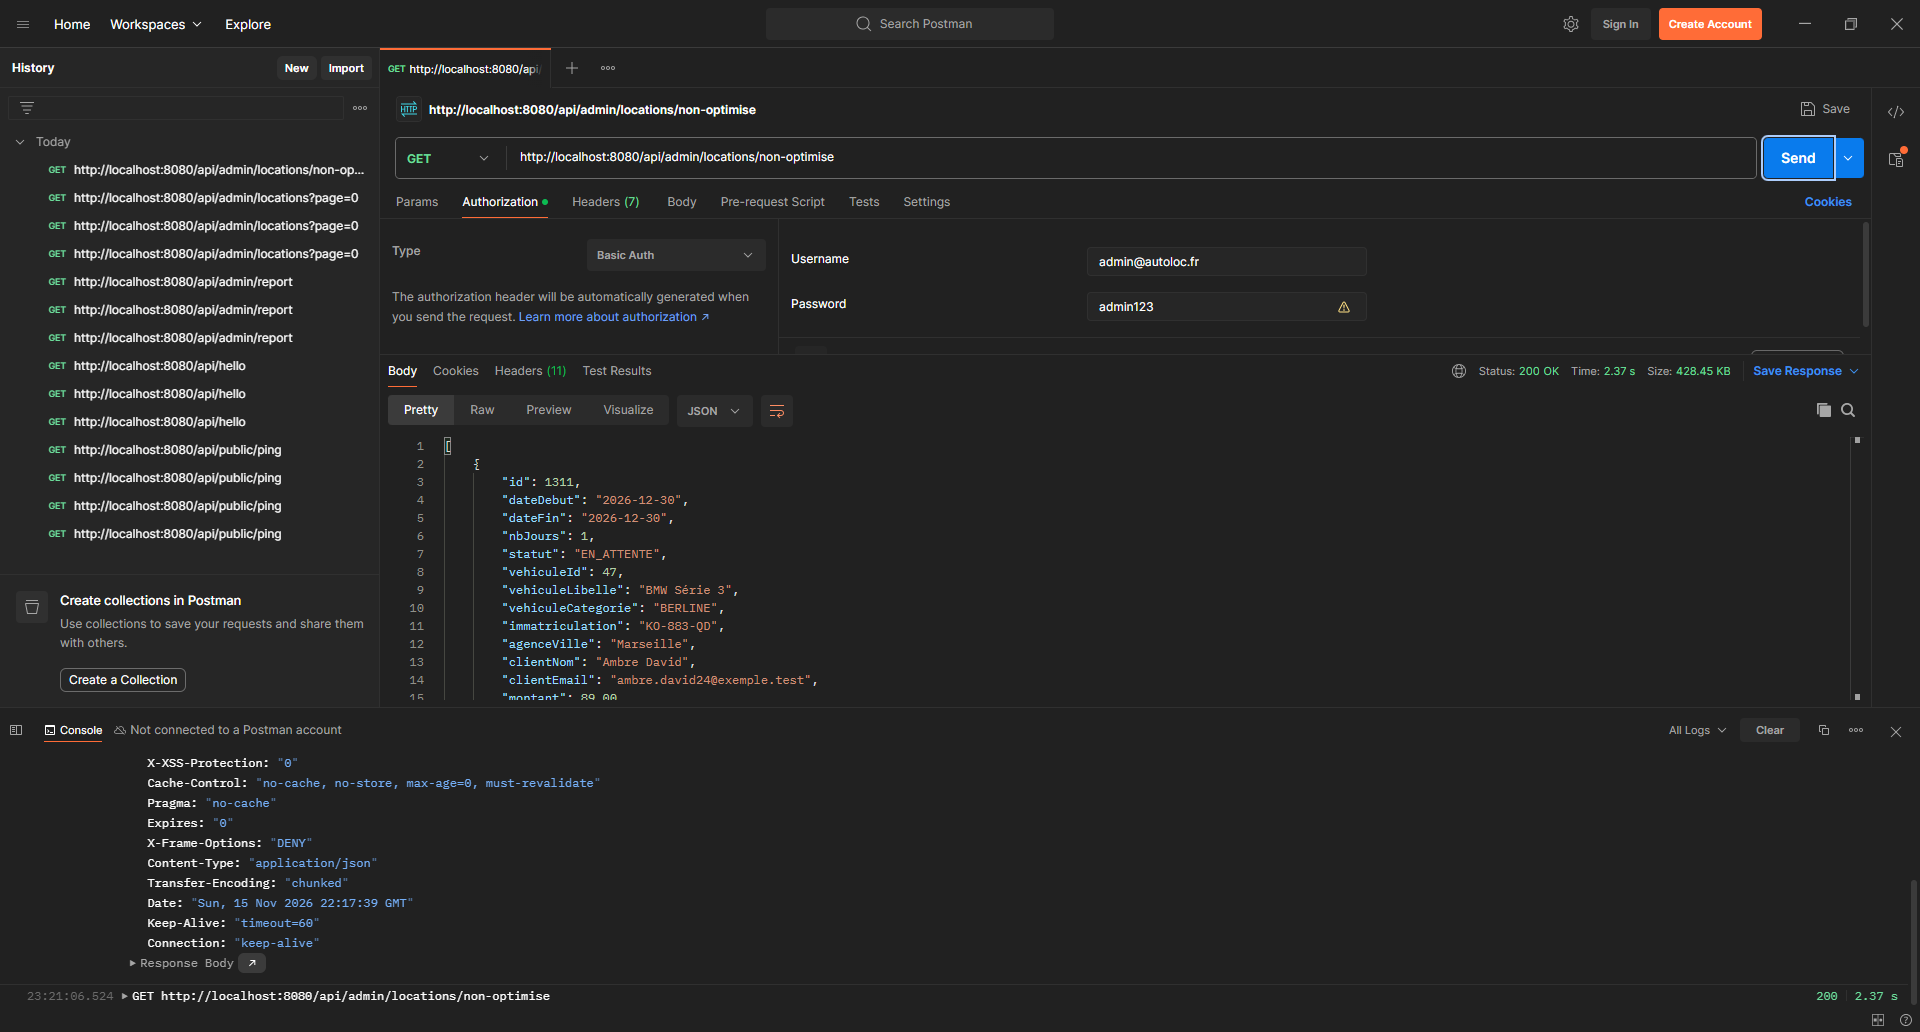 Home Workspaces Explore Search Postman Sign In Create Account
History New Import
GET http://localhost:8080/api/
Today
GET http://localhost:8080/api/admin/locations/non-op...
GET http://localhost:8080/api/admin/locations?page=0
GET http://localhost:8080/api/admin/locations?page=0
GET http://localhost:8080/api/admin/locations?page=0
GET http://localhost:8080/api/admin/report
GET http://localhost:8080/api/admin/report
GET http://localhost:8080/api/admin/report
GET http://localhost:8080/api/hello
GET http://localhost:8080/api/hello
GET http://localhost:8080/api/hello
GET http://localhost:8080/api/public/ping
GET http://localhost:8080/api/public/ping
GET http://localhost:8080/api/public/ping
GET http://localhost:8080/api/public/ping
Create collections in Postman
Use collections to save your requests and share them
with others.
Create a Collection
HTTP http://localhost:8080/api/admin/locations/non-optimise Save
GET http://localhost:8080/api/admin/locations/non-optimise Send
Params Authorization Headers (7) Body Pre-request Script Tests Settings Cookies
Type Basic Auth
The authorization header will be automatically generated when
you send the request. Learn more about authorization ↗
Username admin@autoloc.fr
Password admin123
Body Cookies Headers (11) Test Results Status: 200 OK Time: 2.37 s Size: 428.45 KB Save Response
Pretty Raw Preview Visualize JSON
1 [
2 {
3 "id": 1311,
4 "dateDebut": "2026-12-30",
5 "dateFin": "2026-12-30",
6 "nbJours": 1,
7 "statut": "EN_ATTENTE",
8 "vehiculeId": 47,
9 "vehiculeLibelle": "BMW Série 3",
10 "vehiculeCategorie": "BERLINE",
11 "immatriculation": "KO-883-QD",
12 "agenceVille": "Marseille",
13 "clientNom": "Ambre David",
14 "clientEmail": "ambre.david24@exemple.test",
15 "montant": 89.00
Console Not connected to a Postman account All Logs Clear
X-XSS-Protection: "0"
Cache-Control: "no-cache, no-store, max-age=0, must-revalidate"
Pragma: "no-cache"
Expires: "0"
X-Frame-Options: "DENY"
Content-Type: "application/json"
Transfer-Encoding: "chunked"
Date: "Sun, 15 Nov 2026 22:17:39 GMT"
Keep-Alive: "timeout=60"
Connection: "keep-alive"
Response Body ↗
23:21:06.524 GET http://localhost:8080/api/admin/locations/non-optimise 200 2.37 s